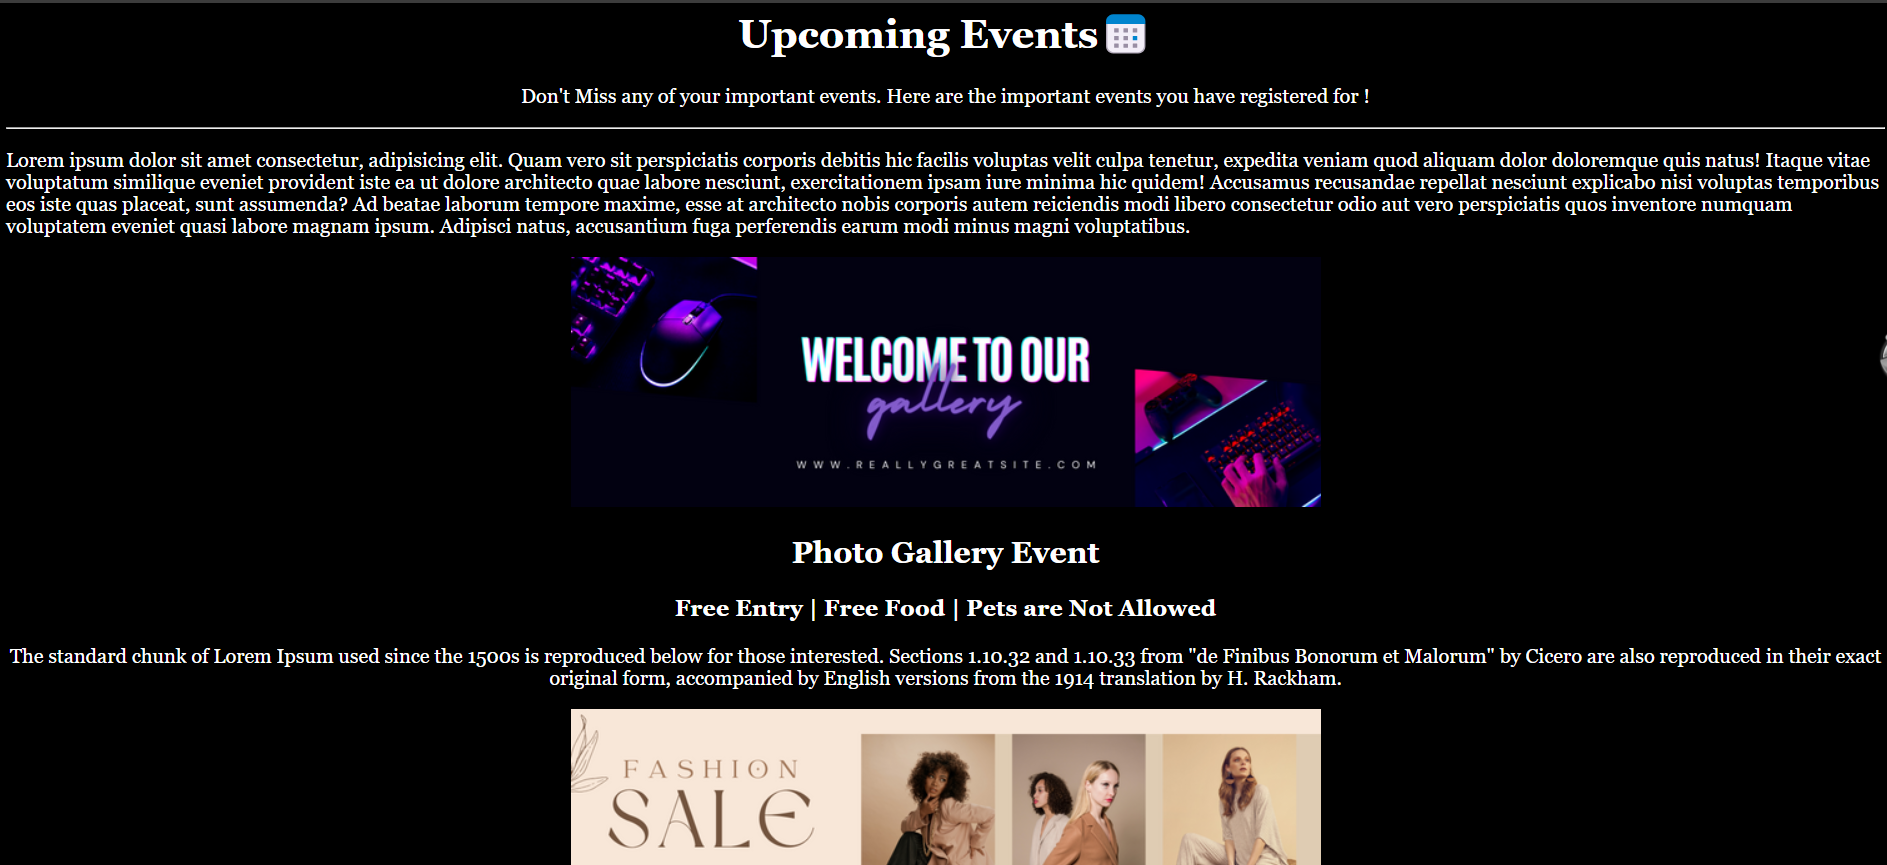 Upcoming Events
Don't Miss any of your important events. Here are the important events you have registered for !
Lorem ipsum dolor sit amet consectetur, adipisicing elit. Quam vero sit perspiciatis corporis debitis hic facilis voluptas velit culpa tenetur, expedita veniam quod aliquam dolor doloremque quis natus! Itaque vitae
voluptatum similique eveniet provident iste ea ut dolore architecto quae labore nesciunt, exercitationem ipsam iure minima hic quidem! Accusamus recusandae repellat nesciunt explicabo nisi voluptas temporibus
eos iste quas placeat, sunt assumenda? Ad beatae laborum tempore maxime, esse at architecto nobis corporis autem reiciendis modi libero consectetur odio aut vero perspiciatis quos inventore numquam
voluptatem eveniet quasi labore magnam ipsum. Adipisci natus, accusantium fuga perferendis earum modi minus magni voluptatibus.
WELCOME TO OUR
gallery
WWW.REALLYGREATSITE.COM
Photo Gallery Event
Free Entry | Free Food | Pets are Not Allowed
The standard chunk of Lorem Ipsum used since the 1500s is reproduced below for those interested. Sections 1.10.32 and 1.10.33 from "de Finibus Bonorum et Malorum" by Cicero are also reproduced in their exact
original form, accompanied by English versions from the 1914 translation by H. Rackham.
FASHION
SALE